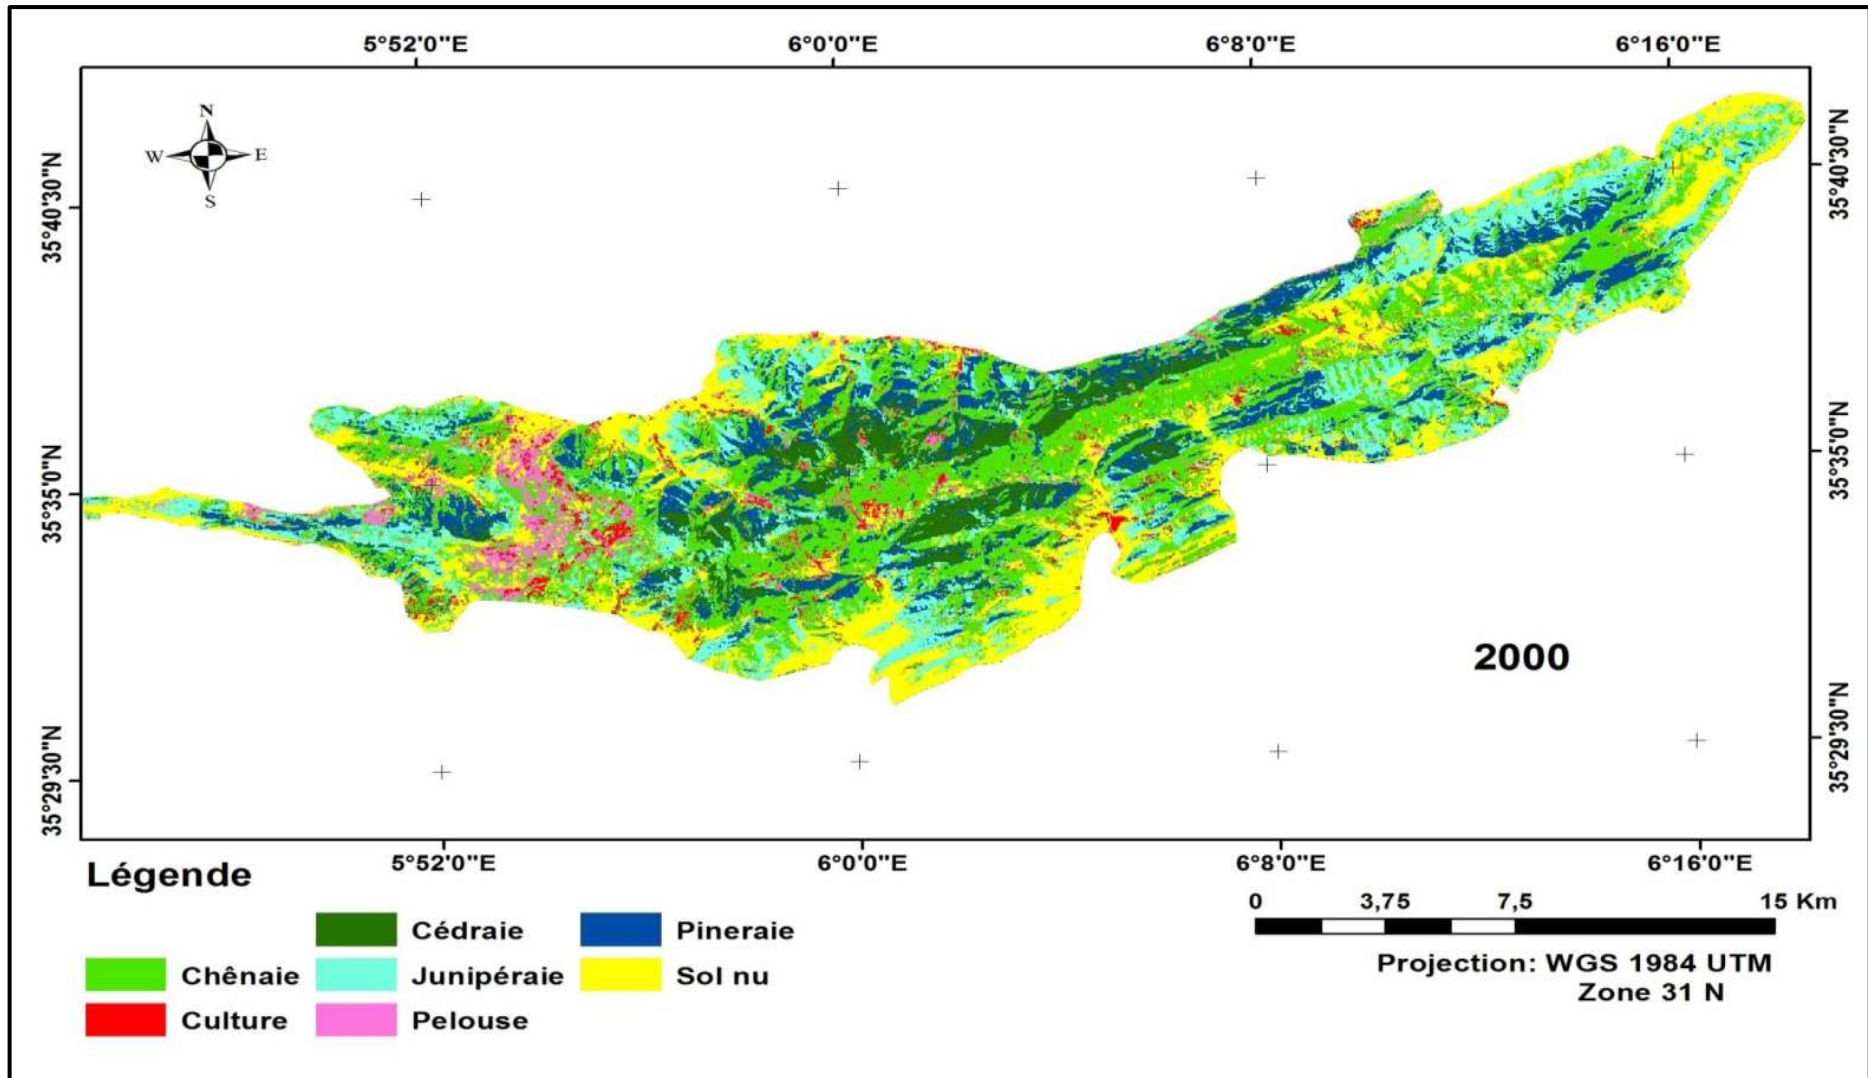 5°52'0"E 6°0'0"E 6°8'0"E 6°16'0"E
N
W E
S
35°40'30"N 35°40'30"N
35°35'0"N 35°35'0"N
2000
35°29'30"N 35°29'30"N
5°52'0"E 6°0'0"E 6°8'0"E 6°16'0"E
Légende
Cédraie Pineraie
Chênaie Junipéraie Sol nu
Culture Pelouse
0 3,75 7,5 15 Km
Projection: WGS 1984 UTM
Zone 31 N